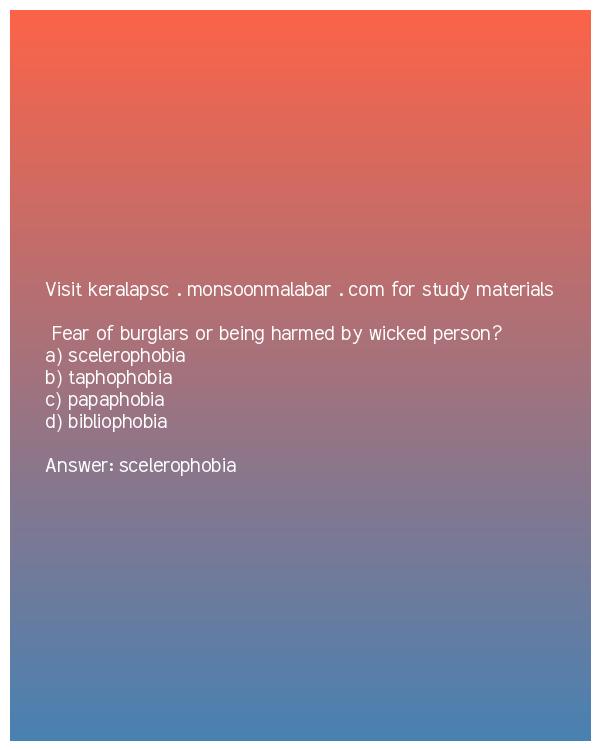 Visit keralapsc . monsoonmalabar . com for study materials
Fear of burglars or being harmed by wicked person?
a) scelerophobia
b) taphophobia
c) papaphobia
d) bibliophobia
Answer: scelerophobia